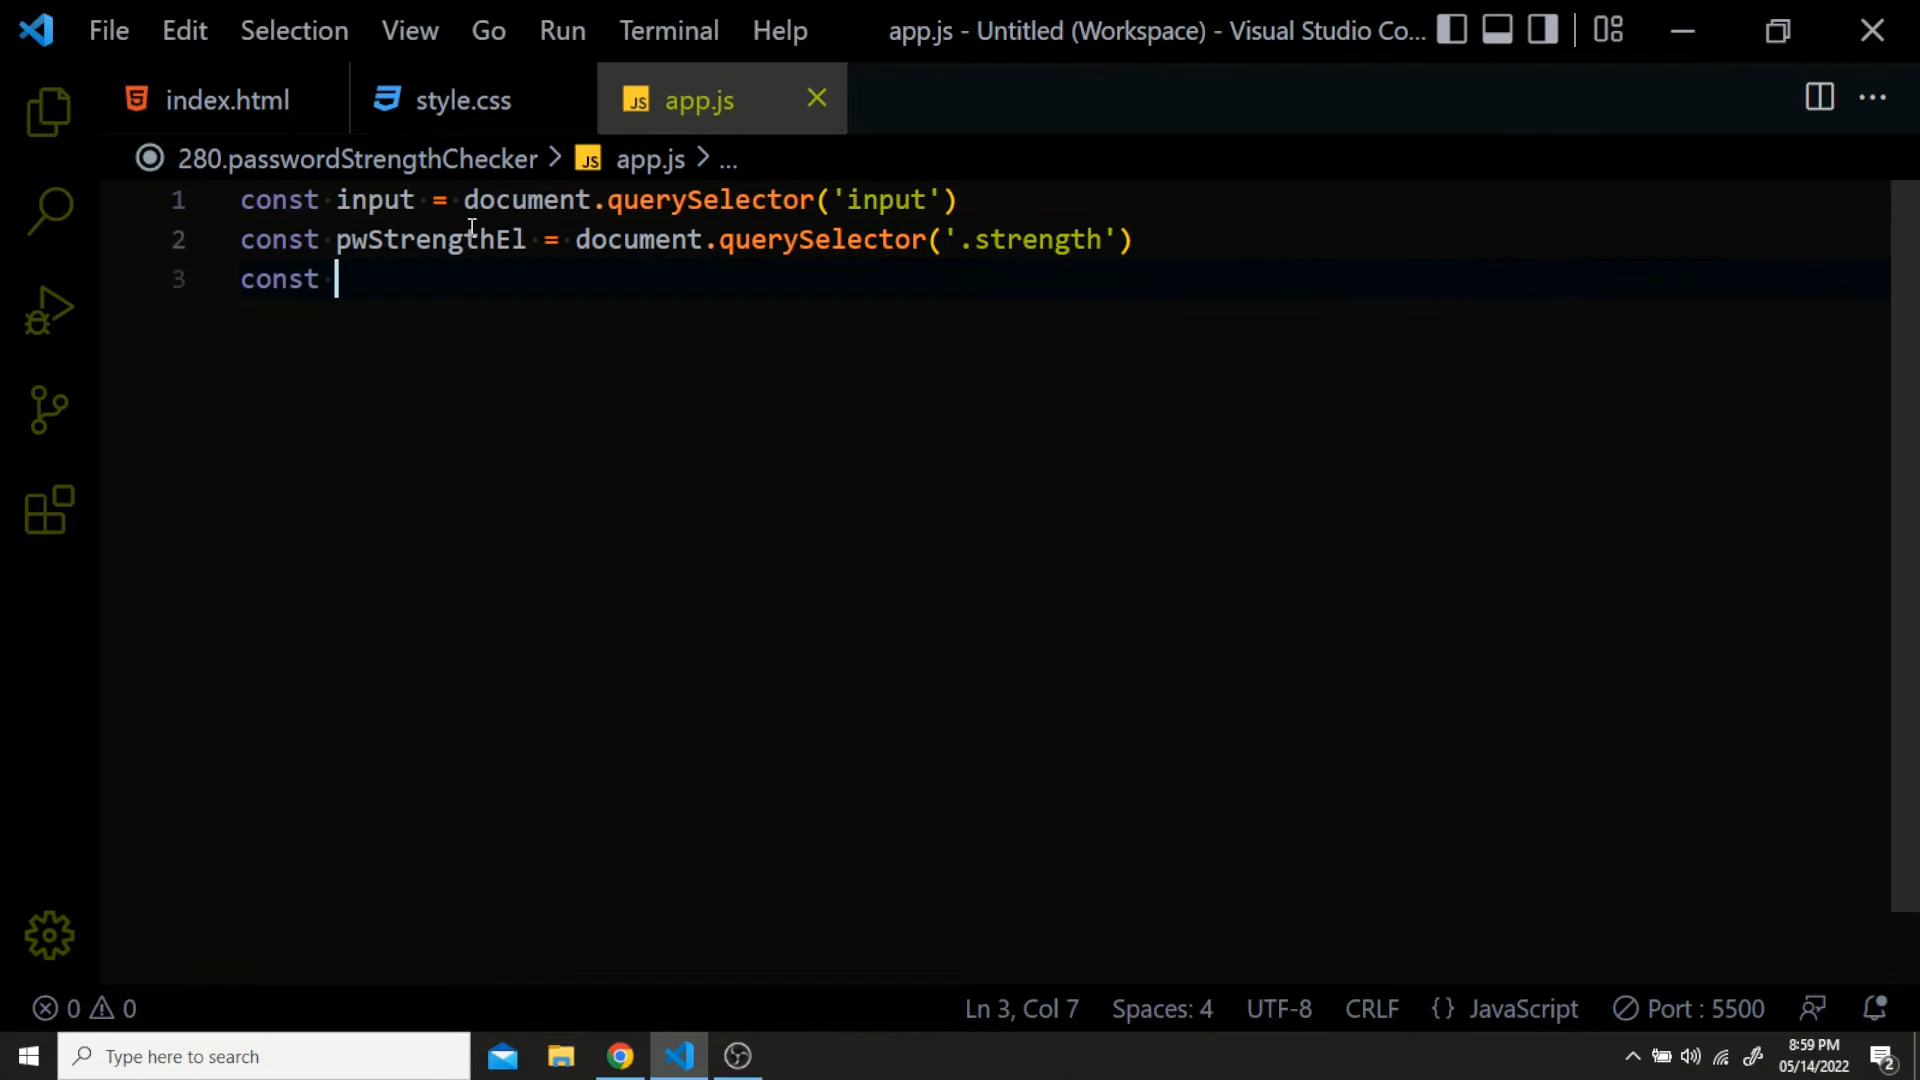 File Edit Selection View Go Run Terminal Help app.js - Untitled (Workspace) - Visual Studio Co...
index.html style.css JS app.js
280.passwordStrengthChecker > JS app.js > ...
1 const input = document.querySelector('input')
2 const pwStrengthEl = document.querySelector('.strength')
3 const
0 0 Ln 3, Col 7 Spaces: 4 UTF-8 CRLF {} JavaScript Port : 5500
Type here to search 8:59 PM
05/14/2022 2